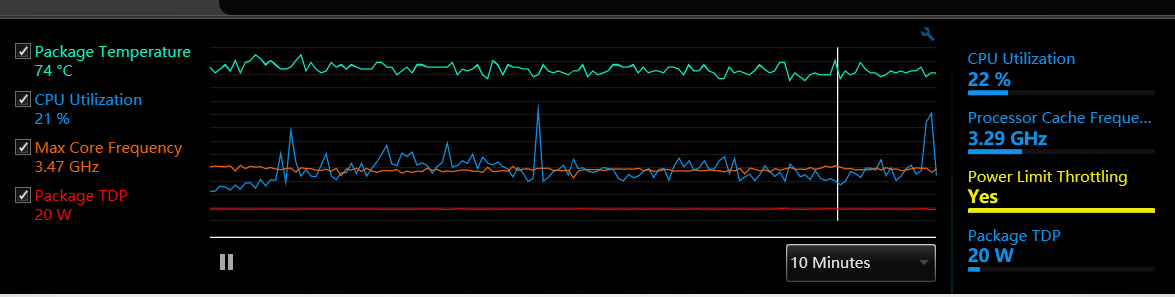 Package Temperature
74 °C
CPU Utilization
21 %
Max Core Frequency
3.47 GHz
Package TDP
20 W
10 Minutes
CPU Utilization
22 %
Processor Cache Freque...
3.29 GHz
Power Limit Throttling
Yes
Package TDP
20 W